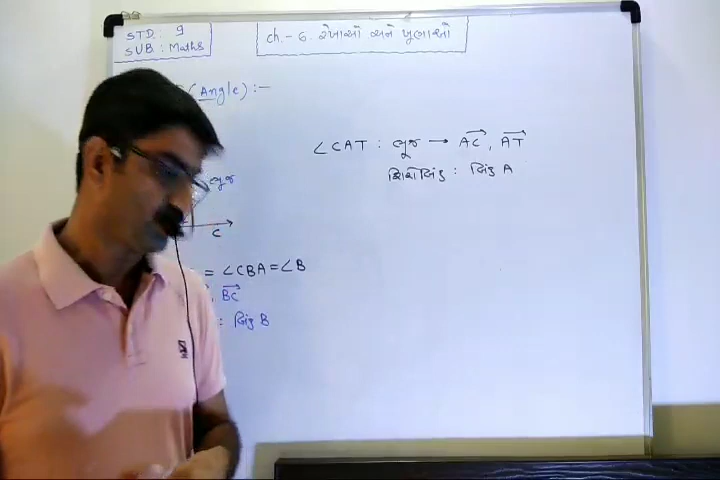 STD: 9
SUB: Maths
Ch.-6. રેખાઓ અને ખૂણાઓ
(Angle) :-
∠CAT : ભૂજ → AC, AT
શિરોબિંદુ : બિંદુ A
ભૂજ
C
= ∠CBA = ∠B
, BC
: બિંદુ B